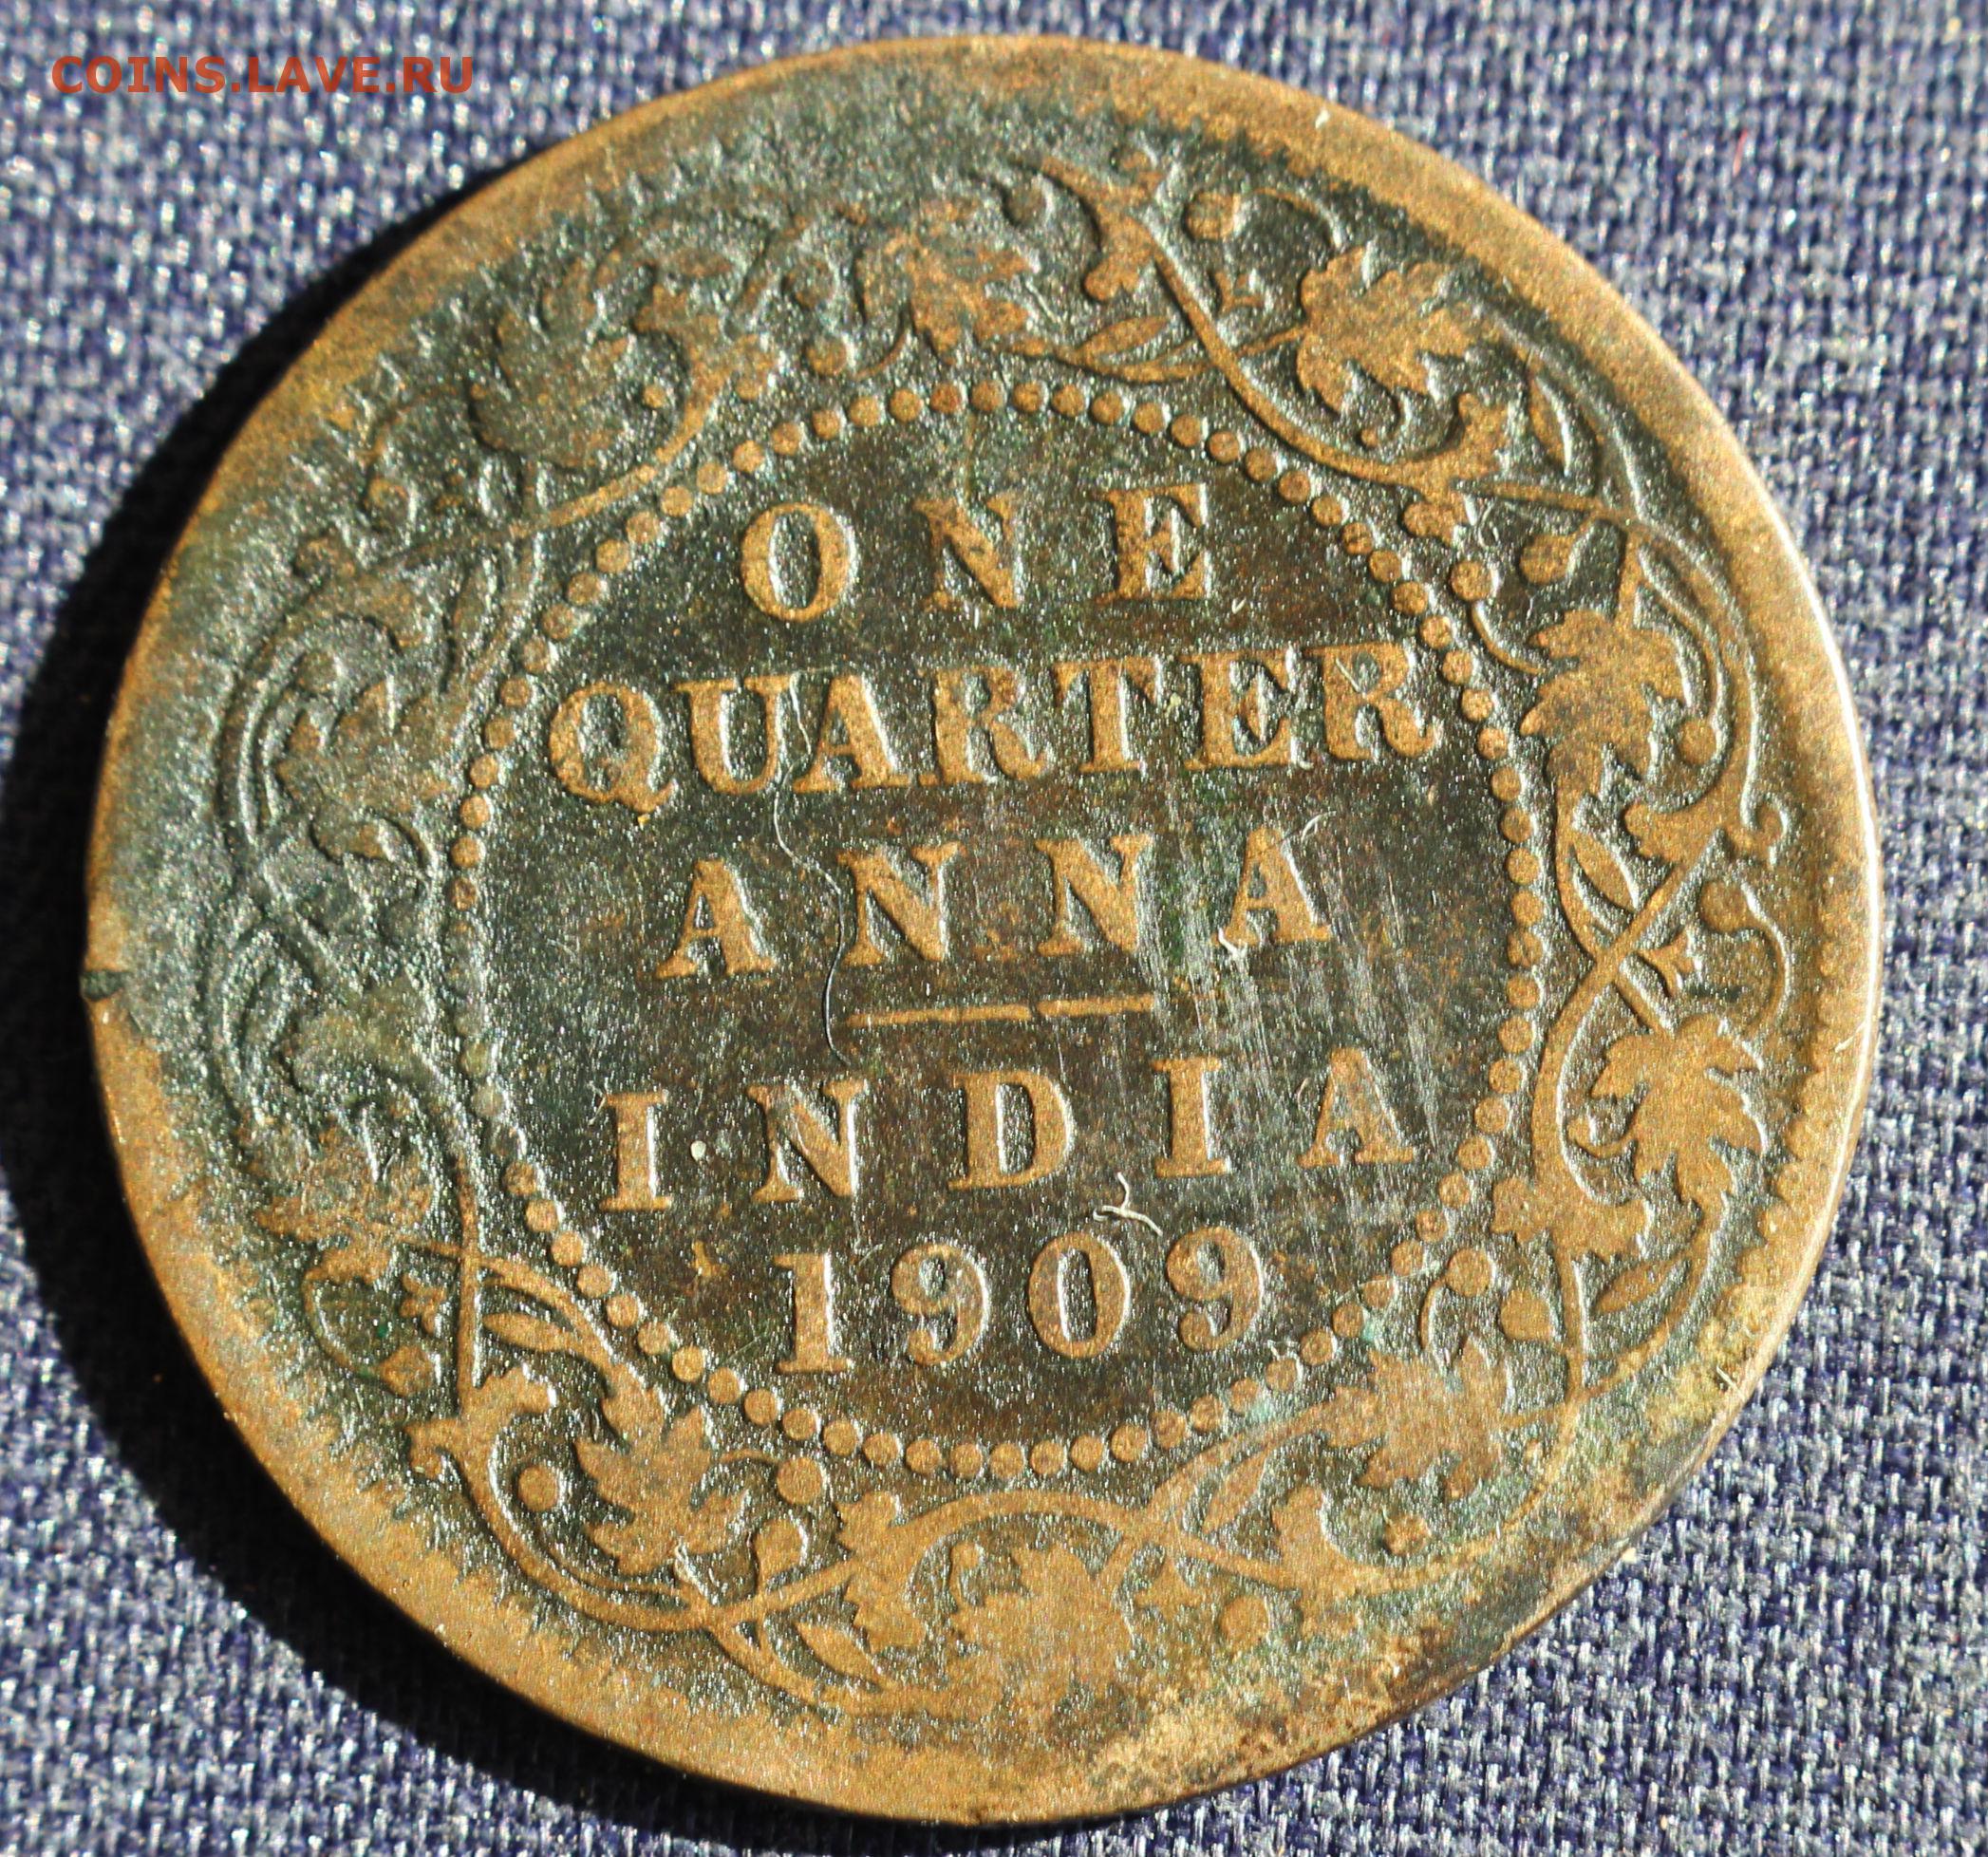 COINS.LAVE.RU
ONE
QUARTER
ANNA
INDIA
1909